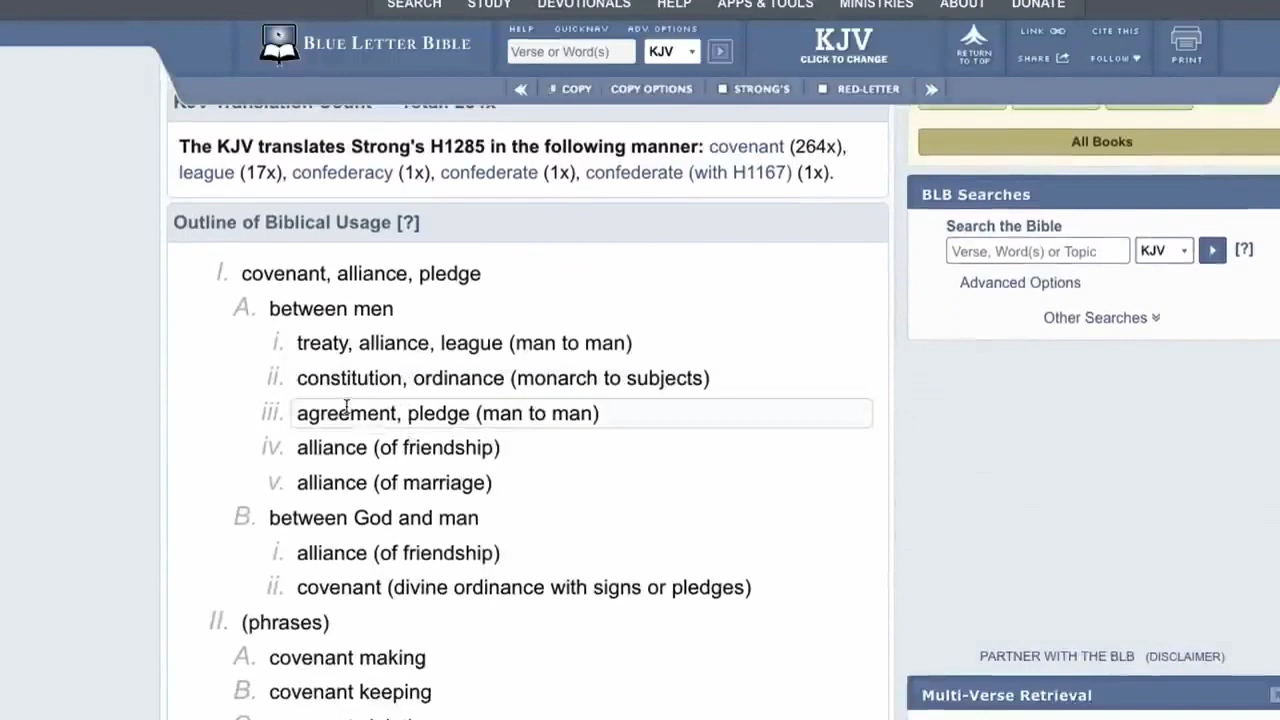 SEARCH STUDY DEVOTIONALS HELP APPS & TOOLS MINISTRIES ABOUT DONATE
BLUE LETTER BIBLE
HELP QUICKNAV ADV OPTIONS
Verse or Word(s) KJV
KJV
CLICK TO CHANGE
RETURN
TO TOP
LINK CITE THIS
SHARE FOLLOW
PRINT
COPY COPY OPTIONS STRONG'S RED-LETTER
KJV Translation Count — Total: 284x
The KJV translates Strong's H1285 in the following manner: covenant (264x),
league (17x), confederacy (1x), confederate (1x), confederate (with H1167) (1x).
Outline of Biblical Usage [?]
I. covenant, alliance, pledge
A. between men
i. treaty, alliance, league (man to man)
ii. constitution, ordinance (monarch to subjects)
iii. agreement, pledge (man to man)
iv. alliance (of friendship)
v. alliance (of marriage)
B. between God and man
i. alliance (of friendship)
ii. covenant (divine ordinance with signs or pledges)
II. (phrases)
A. covenant making
B. covenant keeping
All Books
BLB Searches
Search the Bible
Verse, Word(s) or Topic KJV [?]
Advanced Options
Other Searches
PARTNER WITH THE BLB (DISCLAIMER)
Multi-Verse Retrieval